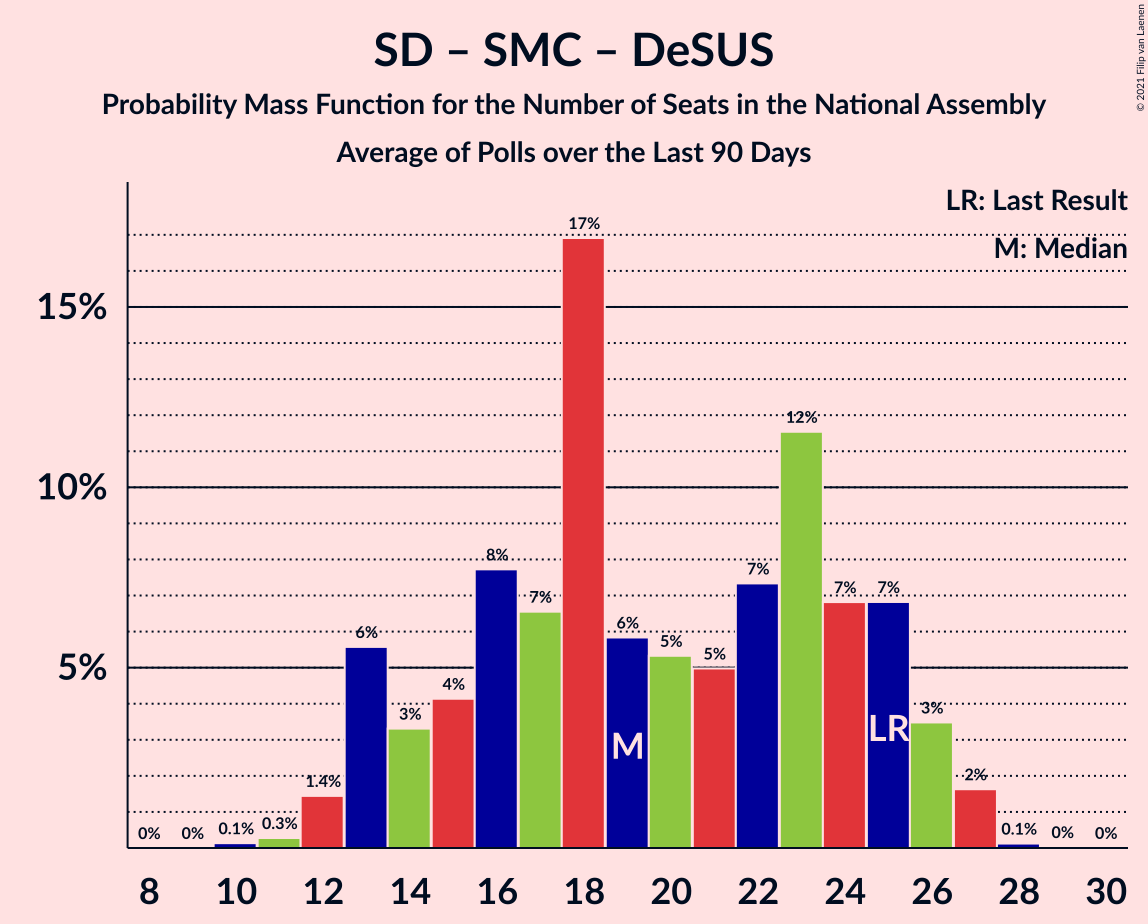 SD – SMC – DeSUS
Probability Mass Function for the Number of Seats in the National Assembly
Average of Polls over the Last 90 Days
© 2021 Filip van Laenen
LR: Last Result
M: Median
15%
10%
5%
0%
0%
0.1%
0.3%
1.4%
6%
3%
4%
8%
7%
17%
6%
5%
5%
7%
12%
7%
7%
3%
2%
0.1%
0%
0%
M
LR
8 10 12 14 16 18 20 22 24 26 28 30